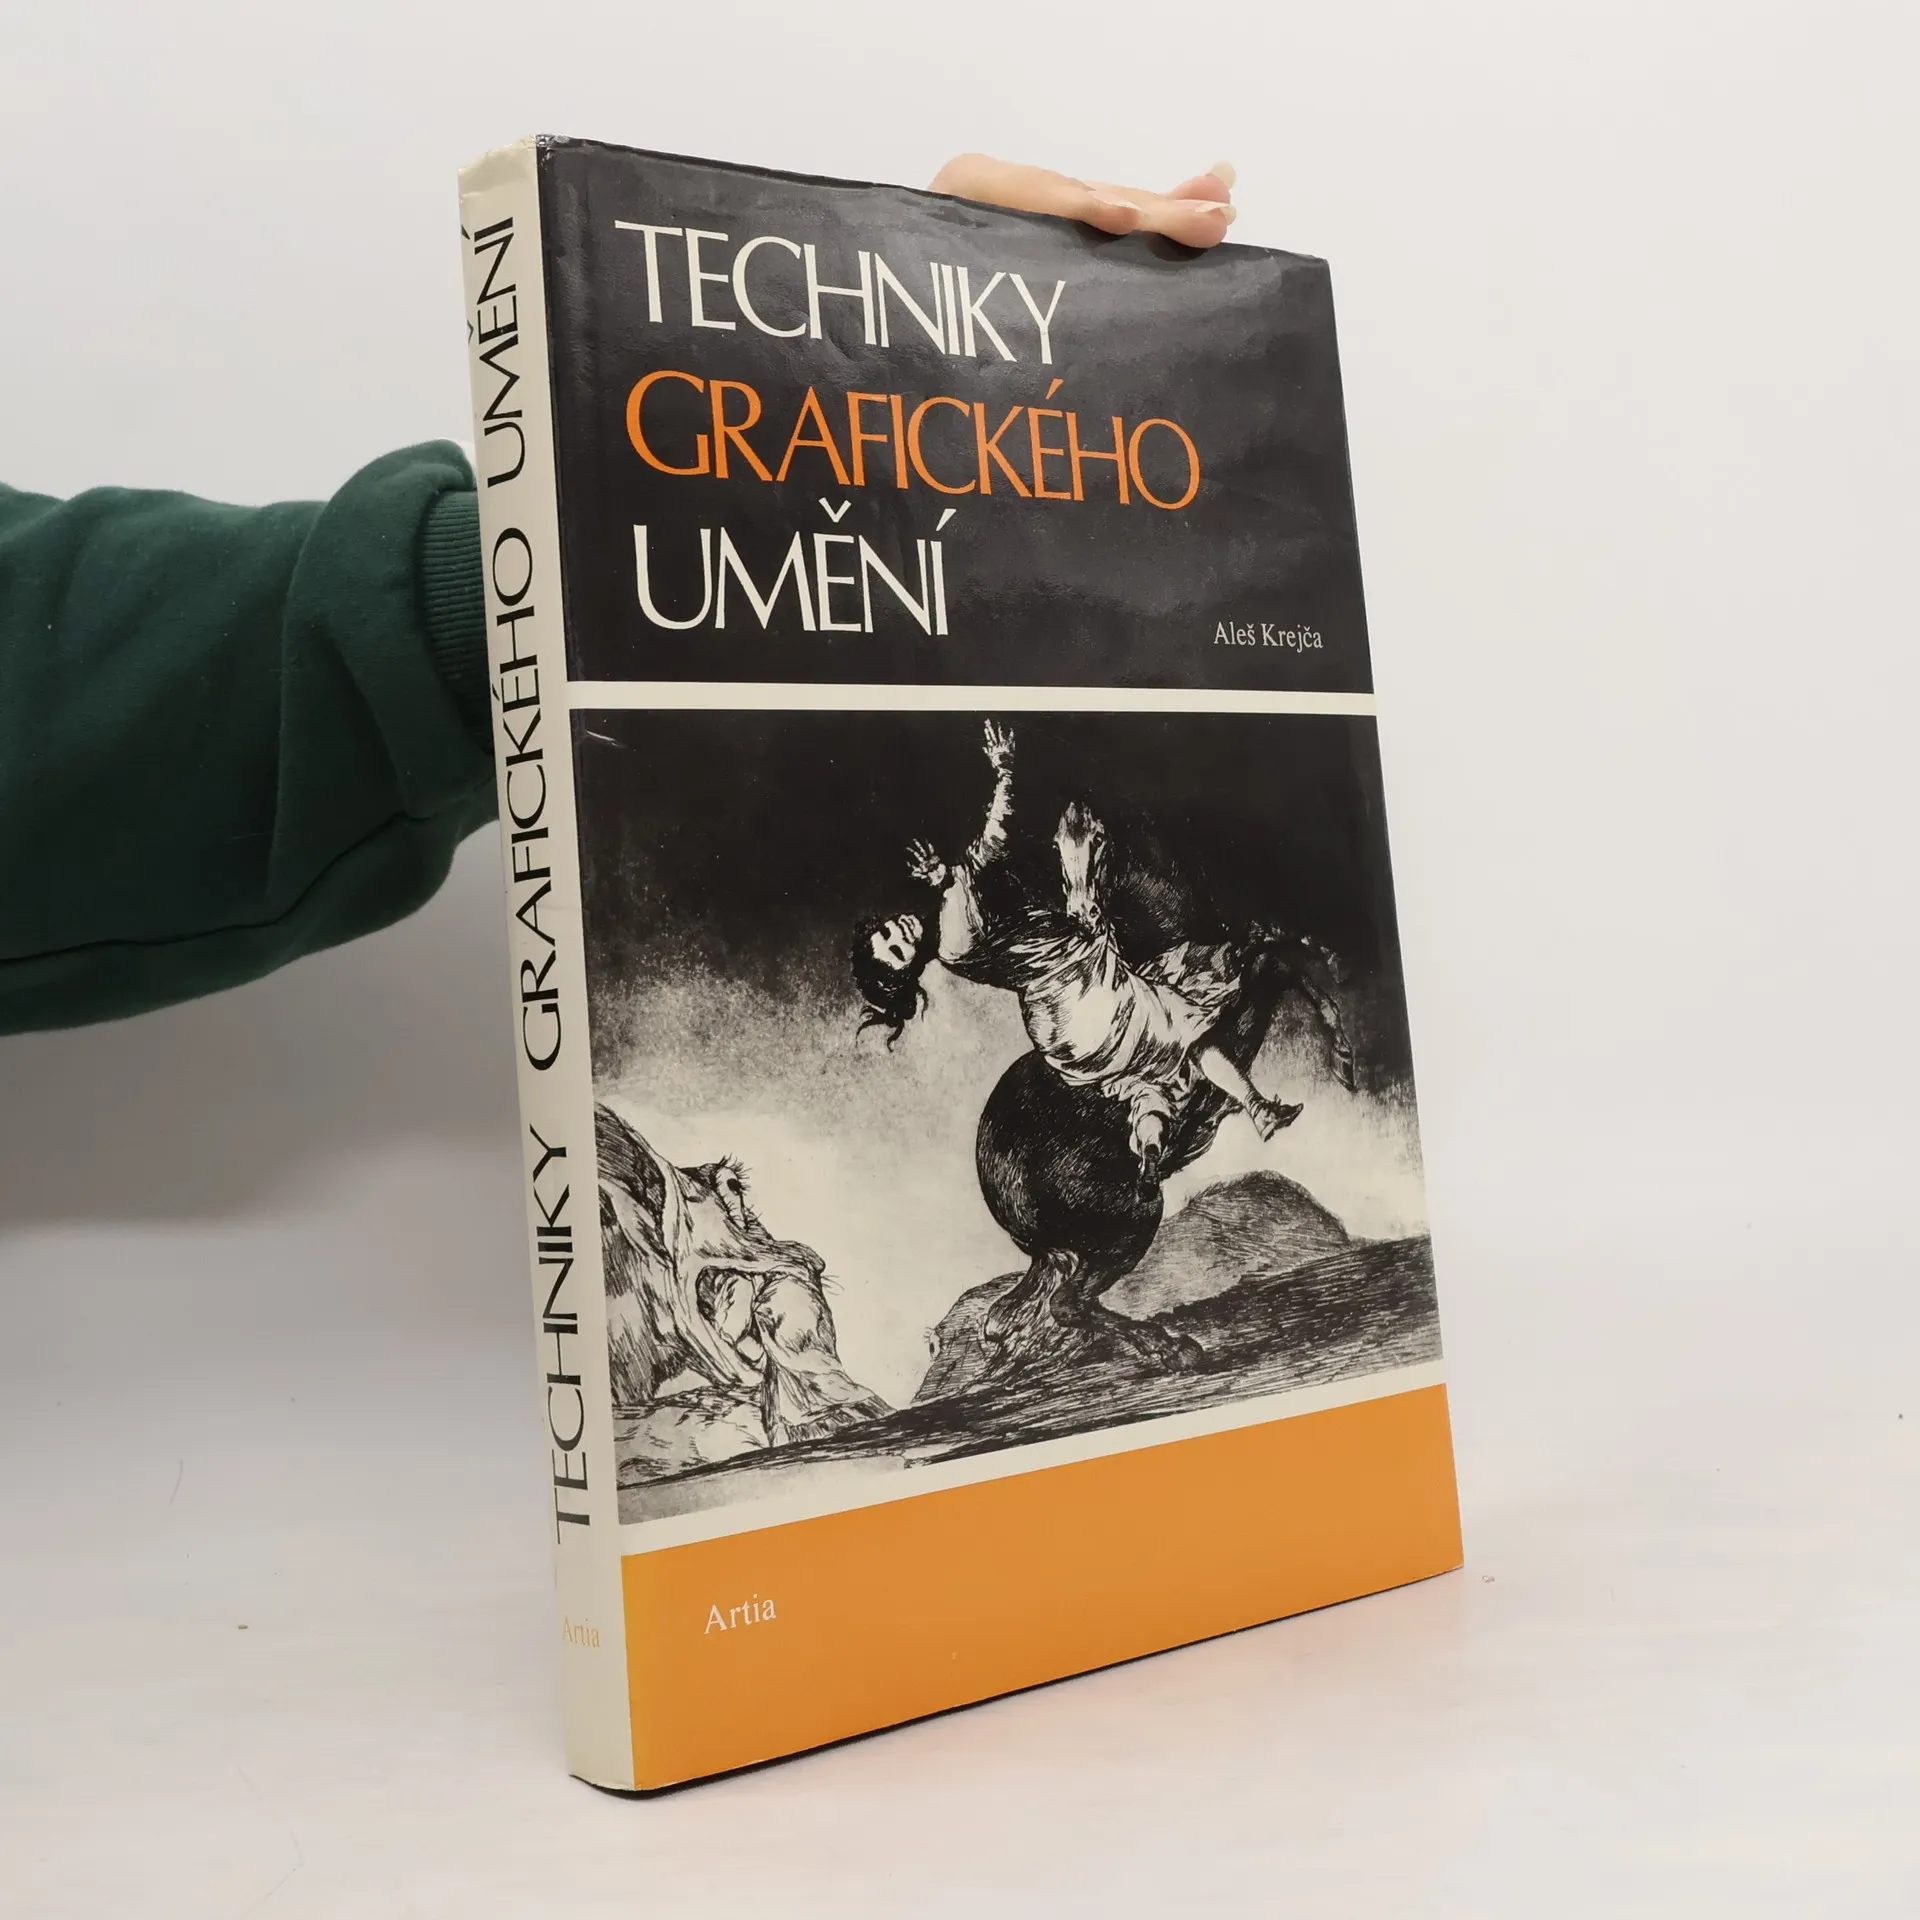 TECHNIKY
GRAFICKÉHO
UMĚNÍ
Aleš Krejča
Artia
TECHNIKY GRAFICKÉHO UMĚNÍ
Artia